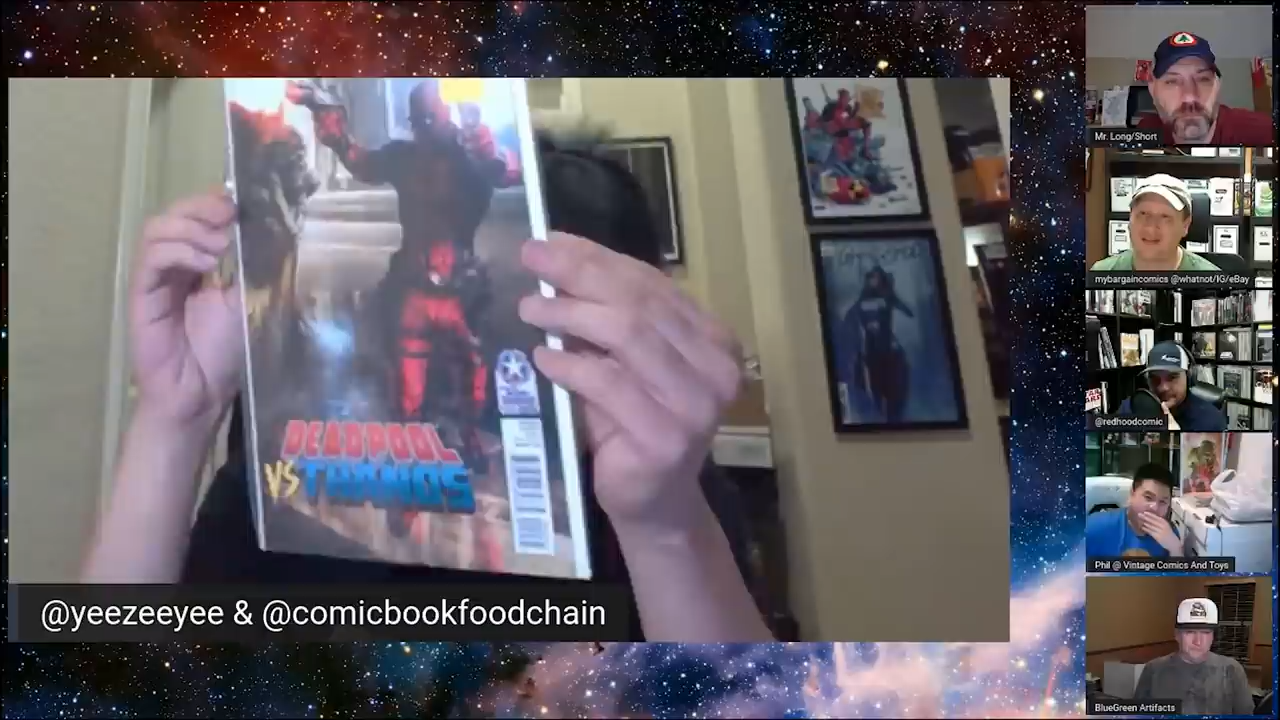 DEADPOOL
VS THANOS
@yeezeeyee & @comicbookfoodchain
Mr. Long/Short
mybargaincomics @whatnot/IG/eBay
@redhoodcomic
Phil @ Vintage Comics And Toys
BlueGreen Artifacts